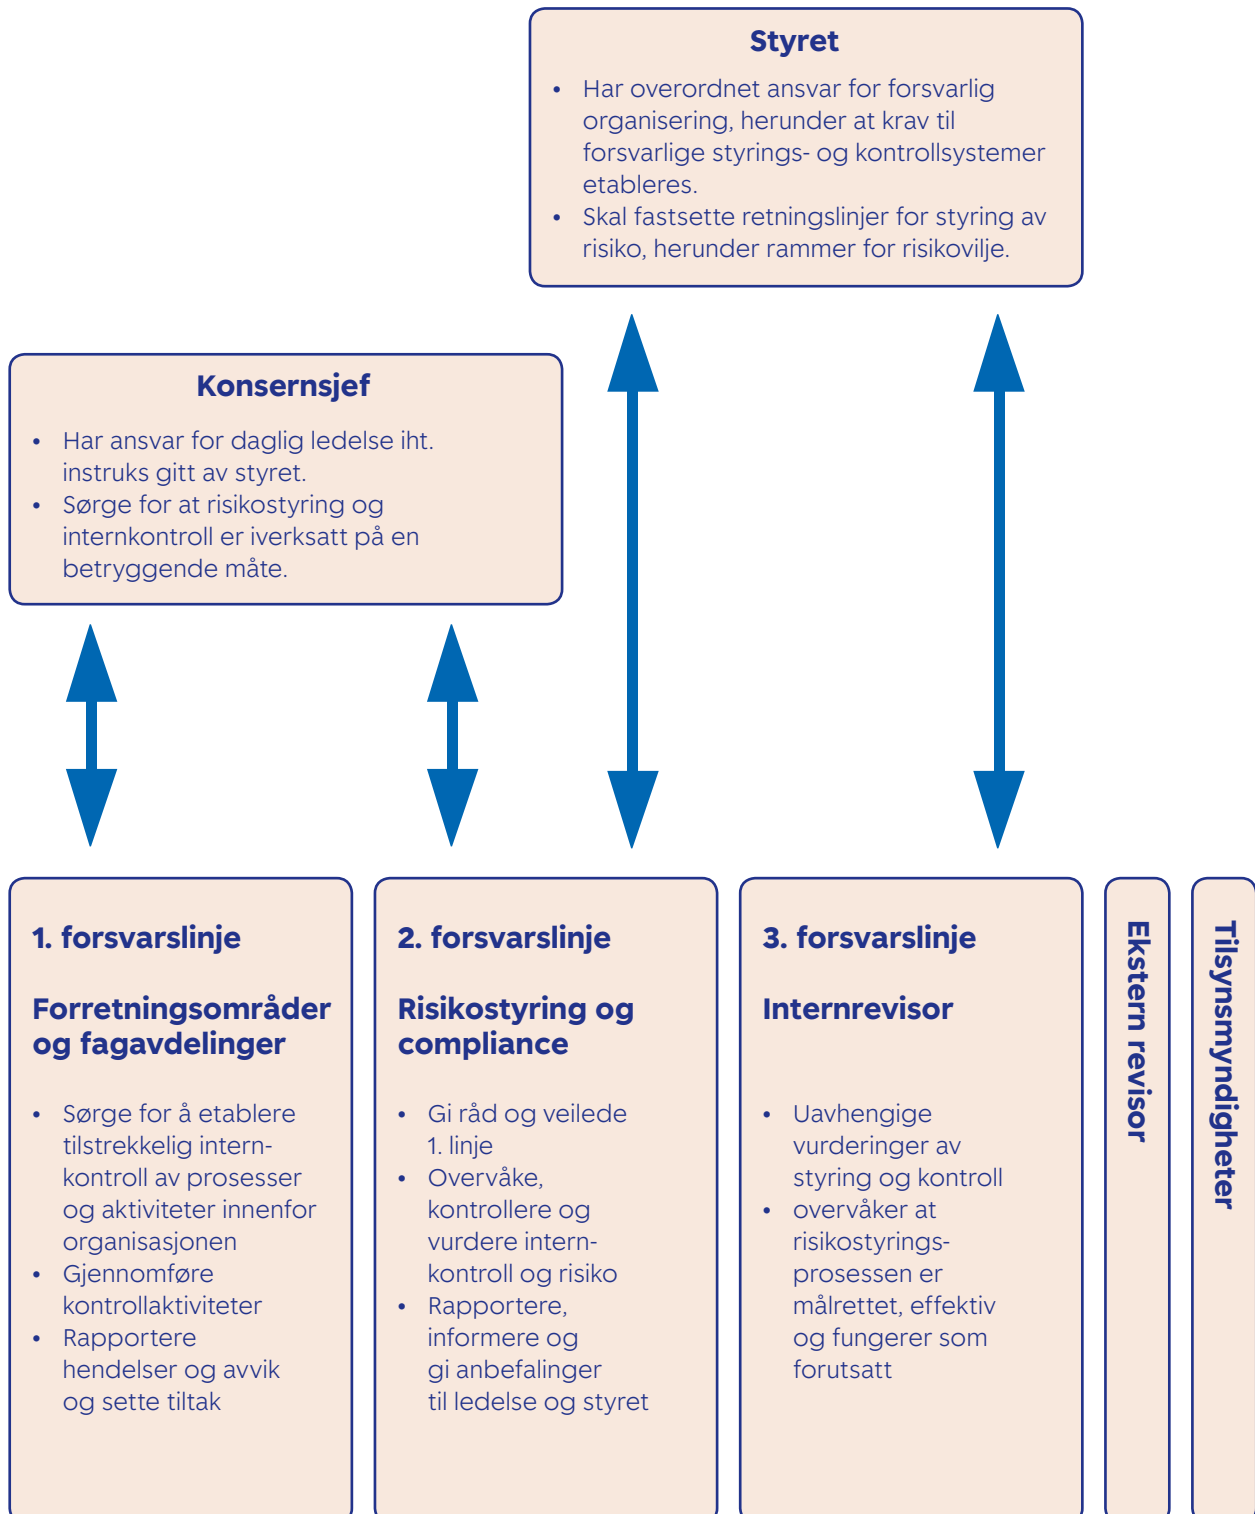 Styret
• Har overordnet ansvar for forsvarlig
organisering, herunder at krav til
forsvarlige styrings- og kontrollsystemer
etableres.
• Skal fastsette retningslinjer for styring av
risiko, herunder rammer for risikovilje.
Konsernsjef
• Har ansvar for daglig ledelse iht.
instruks gitt av styret.
• Sørge for at risikostyring og
internkontroll er iverksatt på en
betryggende måte.
1. forsvarslinje
Forretningsområder
og fagavdelinger
• Sørge for å etablere
tilstrekkelig intern-
kontroll av prosesser
og aktiviteter innenfor
organisasjonen
• Gjennomføre
kontrollaktiviteter
• Rapportere
hendelser og avvik
og sette tiltak
2. forsvarslinje
Risikostyring og
compliance
• Gi råd og veilede
1. linje
• Overvåke,
kontrollere og
vurdere intern-
kontroll og risiko
• Rapportere,
informere og
gi anbefalinger
til ledelse og styret
3. forsvarslinje
Internrevisor
• Uavhengige
vurderinger av
styring og kontroll
• overvåker at
risikostyrings-
prosessen er
målrettet, effektiv
og fungerer som
forutsatt
Ekstern revisor
Tilsynsmyndigheter